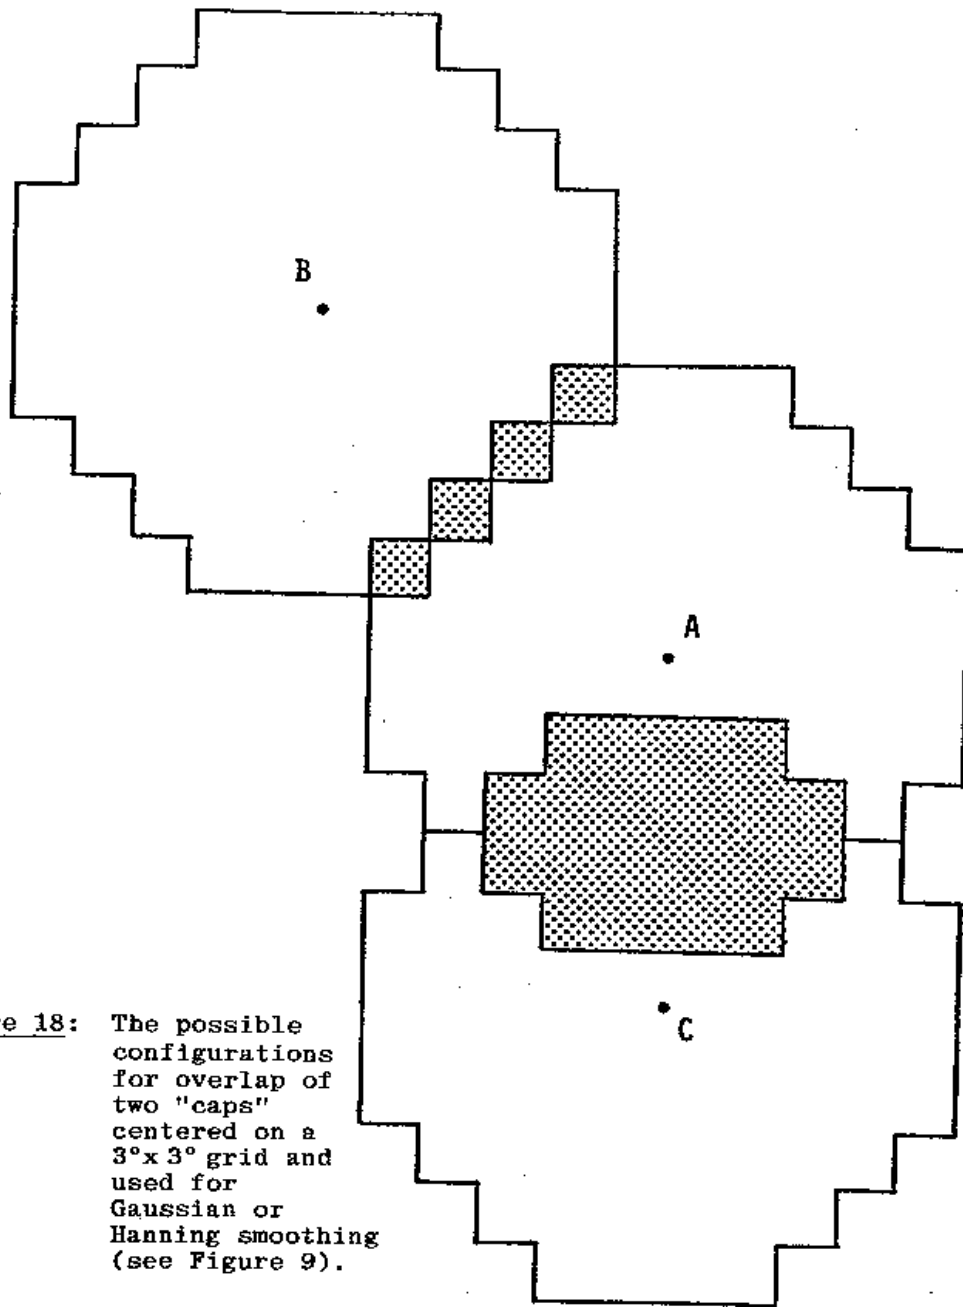 B
A
C
re 18: The possible
configurations
for overlap of
two "caps"
centered on a
3°x 3° grid and
used for
Gaussian or
Hanning smoothing
(see Figure 9).